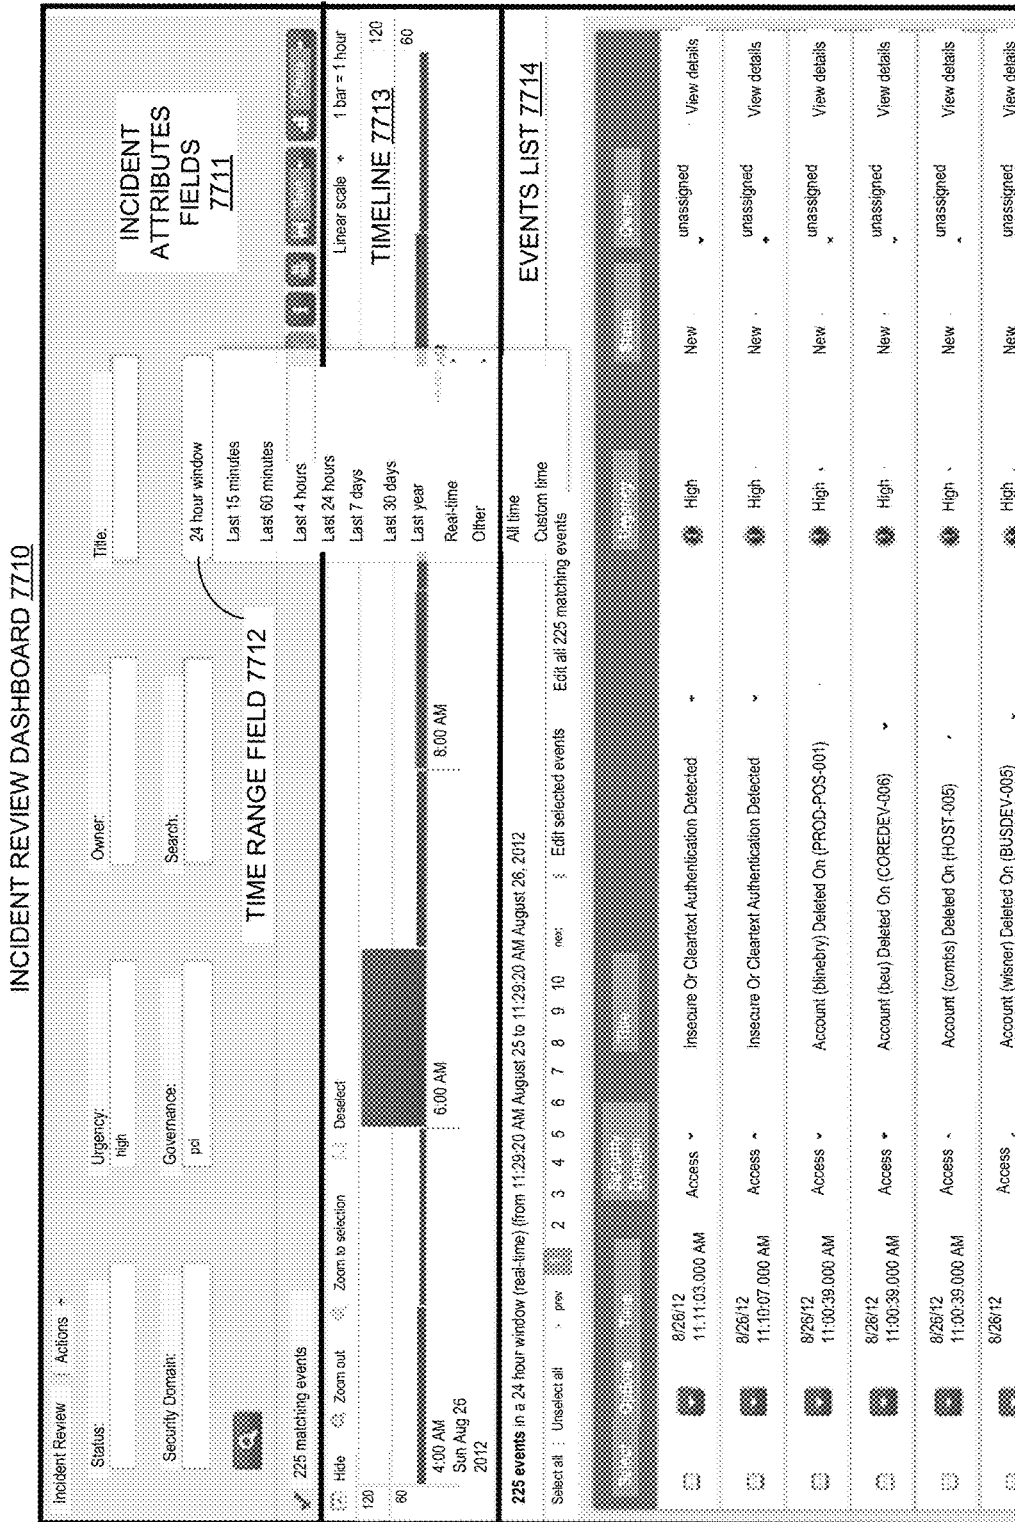 INCIDENT REVIEW DASHBOARD 7710
Incident Review Actions
Status:
Urgency:
high
Owner:
Title:
Security Domain:
Governance:
pci
Search:
24 hour window
Last 15 minutes
Last 60 minutes
Last 4 hours
Last 24 hours
Last 7 days
Last 30 days
Last year
Real-time
Other
All time
Custom time
INCIDENT
ATTRIBUTES
FIELDS
7711
TIME RANGE FIELD 7712
225 matching events
Hide Zoom out Zoom to selection Deselect
Linear scale 1 bar = 1 hour
120
60
TIMELINE 7713
120
60
4:00 AM
Sun Aug 26
2012
6:00 AM
8:00 AM
225 events in a 24 hour window (real-time) (from 11:29:20 AM August 25 to 11:29:20 AM August 26, 2012
EVENTS LIST 7714
Select all Unselect all prev 2 3 4 5 6 7 8 9 10 next Edit selected events Edit all 225 matching events
8/26/12
11:11:03.000 AM Access Insecure Or Cleartext Authentication Detected High New unassigned View details
8/26/12
11:10:07.000 AM Access Insecure Or Cleartext Authentication Detected High New unassigned View details
8/26/12
11:00:39.000 AM Access Account (blinebry) Deleted On (PROD-POS-001) High New unassigned View details
8/26/12
11:00:39.000 AM Access Account (beu) Deleted On (COREDEV-006) High New unassigned View details
8/26/12
11:00:39.000 AM Access Account (combs) Deleted On (HOST-005) High New unassigned View details
8/26/12
Access Account (wisner) Deleted On (BUSDEV-005) High New unassigned View details